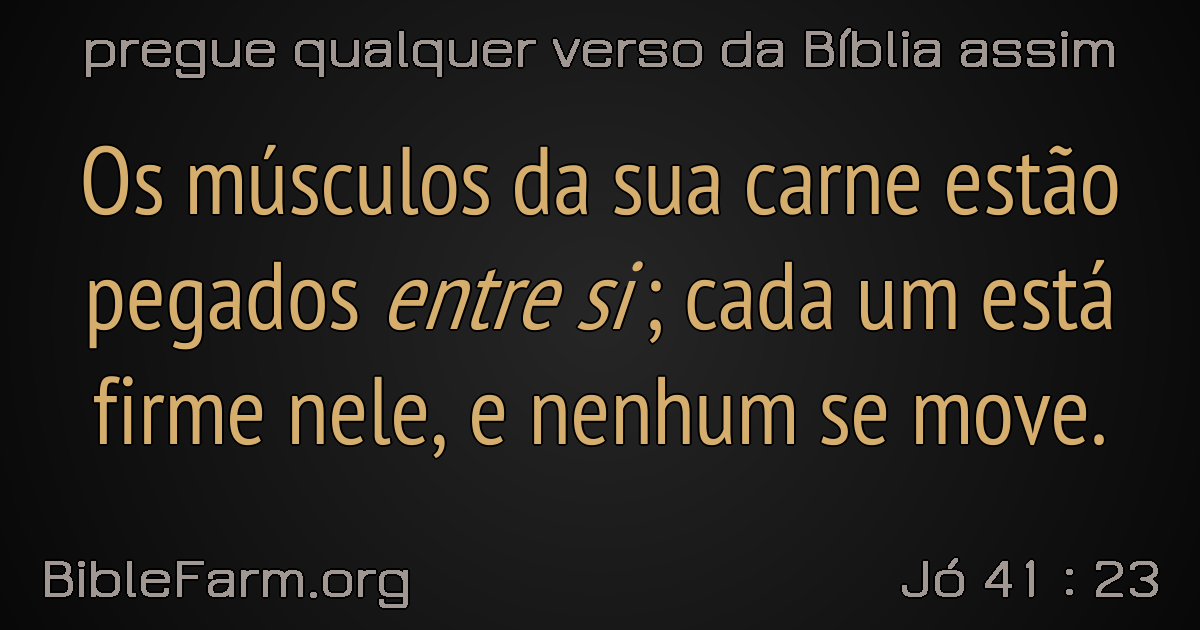 pregue qualquer verso da Bíblia assim
Os músculos da sua carne estão
pegados entre si; cada um está
firme nele, e nenhum se move.
BibleFarm.org
Jó 41 : 23